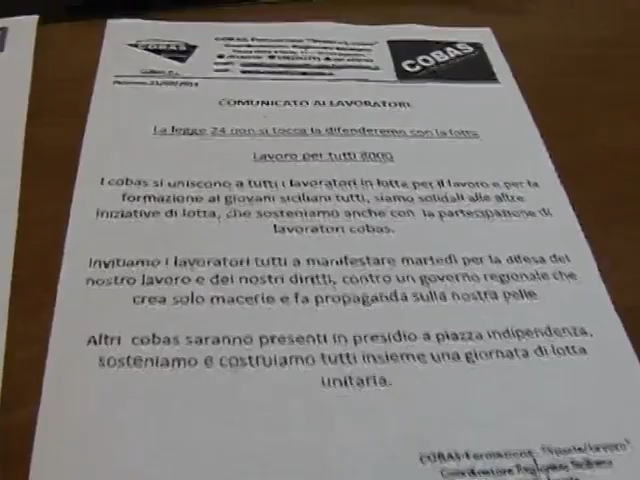 COBAS
COBAS
COMUNICATO AI LAVORATORI
La legge 24 non si tocca la difenderemo con la lotta
Lavoro per tutti 8000
I cobas si uniscono a tutti i lavoratori in lotta per il lavoro e per la
formazione ai giovani siciliani tutti, siamo solidali alle altre
iniziative di lotta, che sosteniamo anche con la partecipazione di
lavoratori cobas.
Invitiamo i lavoratori tutti a manifestare martedì per la difesa del
nostro lavoro e dei nostri diritti, contro un governo regionale che
crea solo macerie e fa propaganda sulla nostra pelle
Altri cobas saranno presenti in presidio a piazza indipendenza,
sosteniamo e costruiamo tutti insieme una giornata di lotta
unitaria.
COBAS Formazione